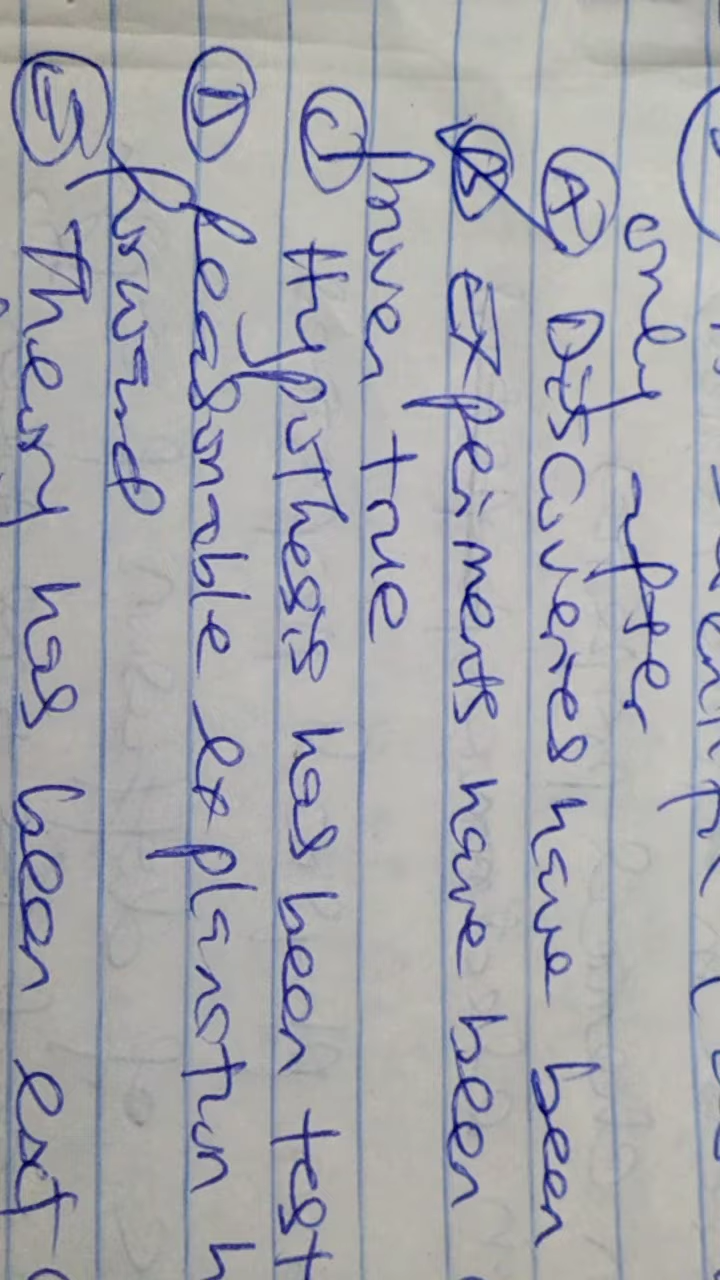 only after
A Discoveries have been
B Experiments have been
proven true
C Hypothesis has been test
D Reasonable explanation h
forward
E Theory has been ext